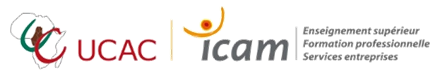 UCAC
icam
Enseignement supérieur
Formation professionnelle
Services entreprises